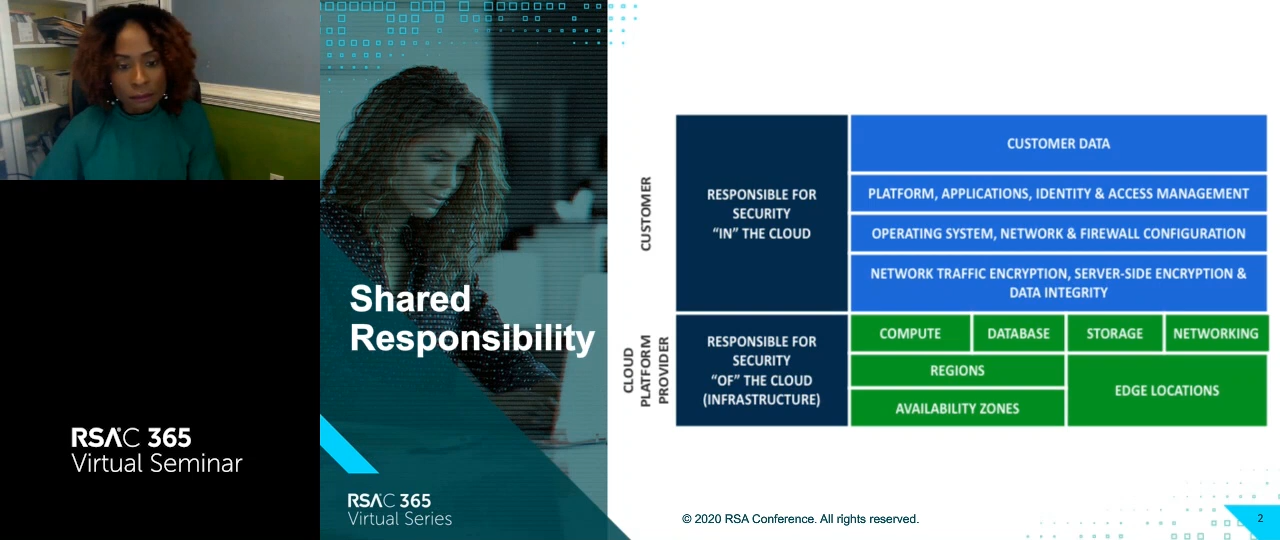 RSAC 365
Virtual Seminar
Shared
Responsibility
RSAC 365
Virtual Series
CUSTOMER
RESPONSIBLE FOR
SECURITY
“IN” THE CLOUD
CUSTOMER DATA
PLATFORM, APPLICATIONS, IDENTITY & ACCESS MANAGEMENT
OPERATING SYSTEM, NETWORK & FIREWALL CONFIGURATION
NETWORK TRAFFIC ENCRYPTION, SERVER-SIDE ENCRYPTION &
DATA INTEGRITY
CLOUD
PLATFORM
PROVIDER
RESPONSIBLE FOR
SECURITY
“OF” THE CLOUD
(INFRASTRUCTURE)
COMPUTE
DATABASE
STORAGE
NETWORKING
REGIONS
AVAILABILITY ZONES
EDGE LOCATIONS
© 2020 RSA Conference. All rights reserved.
2